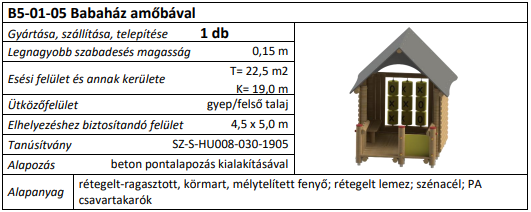 B5-01-05 Babaház amőbával
Gyártása, szállítása, telepítése 1 db
Legnagyobb szabadesés magasság 0,15 m
Esési felület és annak kerülete T= 22,5 m2
K= 19,0 m
Ütközőfelület gyep/felső talaj
Elhelyezéshez biztosítandó felület 4,5 x 5,0 m
Tanúsítvány SZ-S-HU008-030-1905
Alapozás beton pontalapozás kialakításával
Alapanyag rétegelt-ragasztott, körmart, mélytelített fenyő; rétegelt lemez; szénacél; PA
csavartakarók